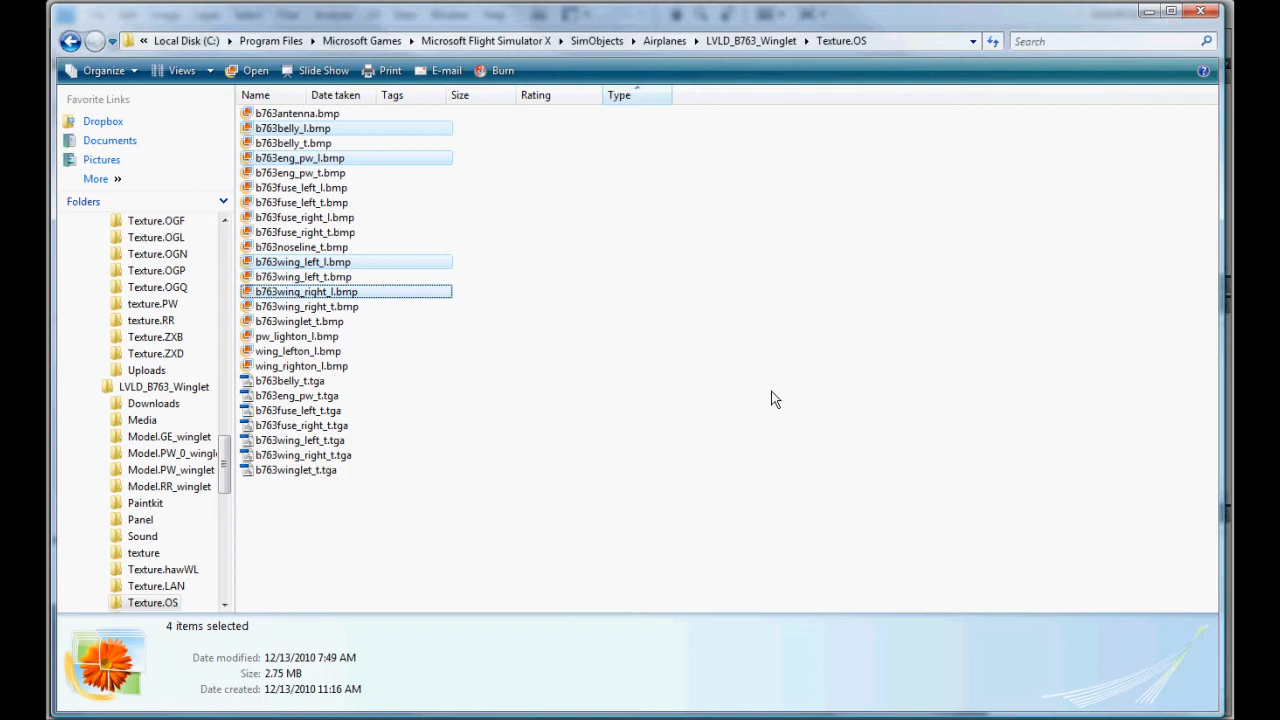 Local Disk (C:) Program Files Microsoft Games Microsoft Flight Simulator X SimObjects Airplanes LVLD_B763_Winglet Texture.OS Search
Organize Views Open Slide Show Print E-mail Burn
Favorite Links
Dropbox
Documents
Pictures
More »
Folders
Texture.OGF
Texture.OGL
Texture.OGN
Texture.OGP
Texture.OGQ
texture.PW
texture.RR
Texture.ZXB
Texture.ZXD
Uploads
LVLD_B763_Winglet
Downloads
Media
Model.GE_winglet
Model.PW_0_wingl
Model.PW_winglet
Model.RR_winglet
Paintkit
Panel
Sound
texture
Texture.hawWL
Texture.LAN
Texture.OS
Name Date taken Tags Size Rating Type
b763antenna.bmp
b763belly_l.bmp
b763belly_t.bmp
b763eng_pw_l.bmp
b763eng_pw_t.bmp
b763fuse_left_l.bmp
b763fuse_left_t.bmp
b763fuse_right_l.bmp
b763fuse_right_t.bmp
b763noseline_t.bmp
b763wing_left_l.bmp
b763wing_left_t.bmp
b763wing_right_l.bmp
b763wing_right_t.bmp
b763winglet_t.bmp
pw_lighton_l.bmp
wing_lefton_l.bmp
wing_righton_l.bmp
b763belly_t.tga
b763eng_pw_t.tga
b763fuse_left_t.tga
b763fuse_right_t.tga
b763wing_left_t.tga
b763wing_right_t.tga
b763winglet_t.tga
4 items selected
Date modified: 12/13/2010 7:49 AM
Size: 2.75 MB
Date created: 12/13/2010 11:16 AM